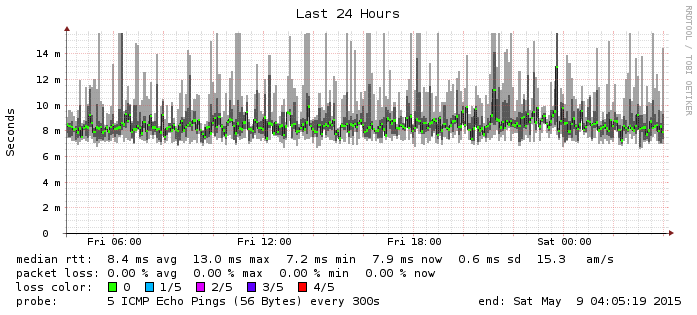 Last 24 Hours
RRDTOOL / TOBI OETIKER
Seconds
14 m
12 m
10 m
8 m
6 m
4 m
2 m
0
Fri 06:00 Fri 12:00 Fri 18:00 Sat 00:00
median rtt: 8.4 ms avg 13.0 ms max 7.2 ms min 7.9 ms now 0.6 ms sd 15.3 am/s
packet loss: 0.00 % avg 0.00 % max 0.00 % min 0.00 % now
loss color: 0 1/5 2/5 3/5 4/5
probe: 5 ICMP Echo Pings (56 Bytes) every 300s end: Sat May 9 04:05:19 2015